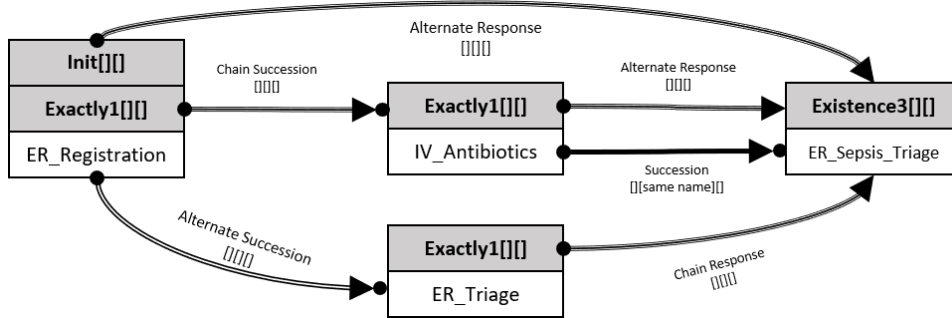 Alternate Response
[][][]
Init[][]
Exactly1[][]
ER_Registration
Chain Succession
[][][]
Exactly1[][]
IV_Antibiotics
Alternate Response
[][][]
Existence3[][]
ER_Sepsis_Triage
Succession
[][same name][]
Alternate Succession
[][][]
Exactly1[][]
ER_Triage
Chain Response
[][][]